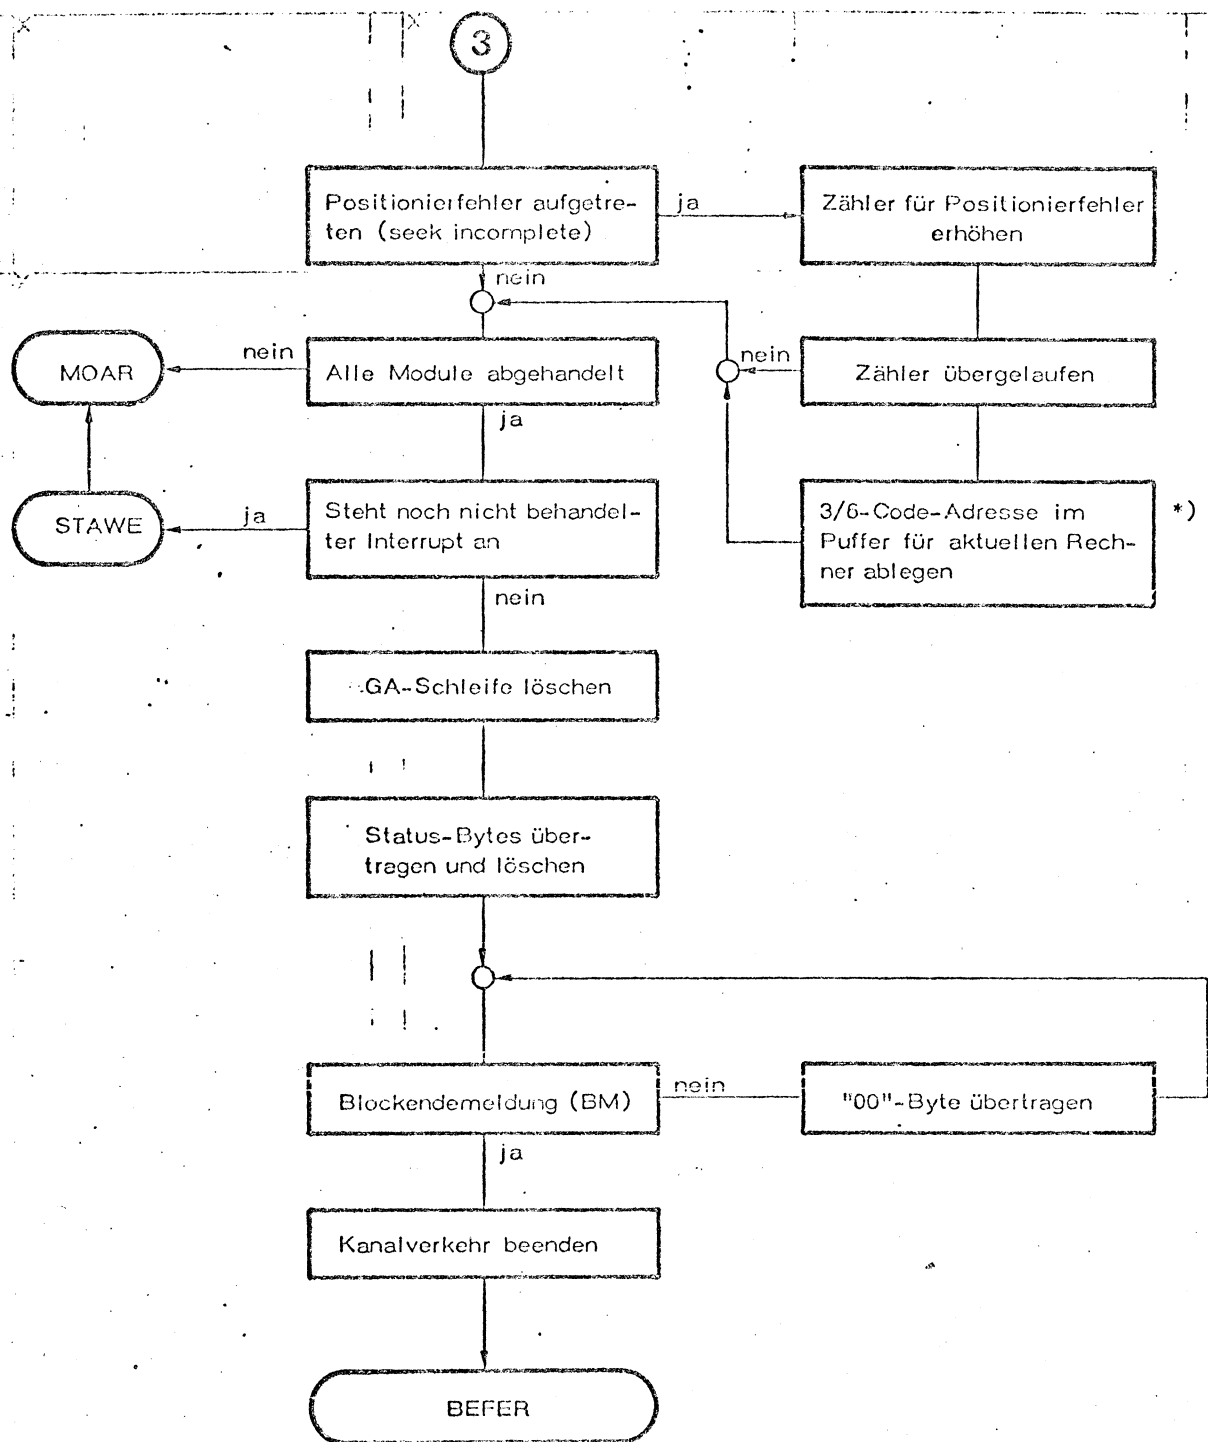 3
Positionierfehler aufgetre-
ten (seek incomplete)
ja
Zähler für Positionierfehler
erhöhen
nein
MOAR
nein
Alle Module abgehandelt
nein
Zähler übergelaufen
ja
STAWE
ja
Steht noch nicht behandel-
ter Interrupt an
3/6-Code-Adresse im
Puffer für aktuellen Rech-
ner ablegen
*)
nein
GA-Schleife löschen
Status-Bytes über-
tragen und löschen
Blockendemeldung (BM)
nein
"00"-Byte übertragen
ja
Kanalverkehr beenden
BEFER